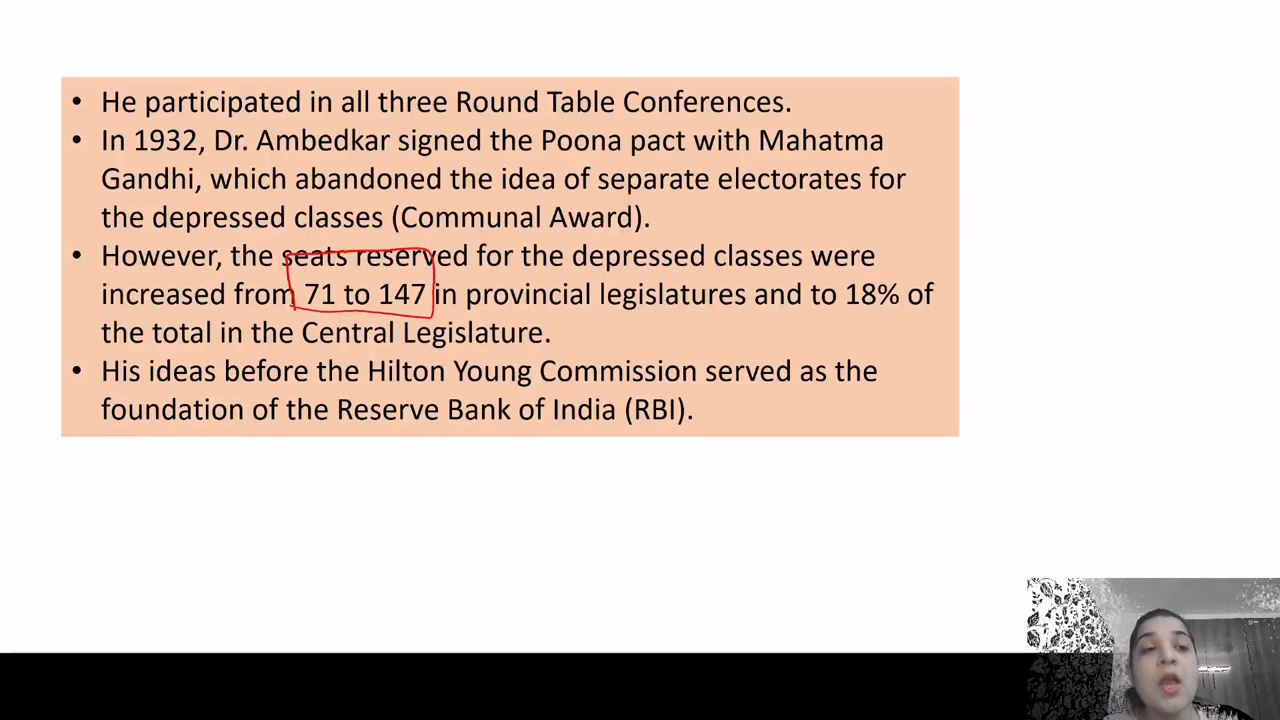 • He participated in all three Round Table Conferences.
• In 1932, Dr. Ambedkar signed the Poona pact with Mahatma
Gandhi, which abandoned the idea of separate electorates for
the depressed classes (Communal Award).
• However, the seats reserved for the depressed classes were
increased from 71 to 147 in provincial legislatures and to 18% of
the total in the Central Legislature.
• His ideas before the Hilton Young Commission served as the
foundation of the Reserve Bank of India (RBI).